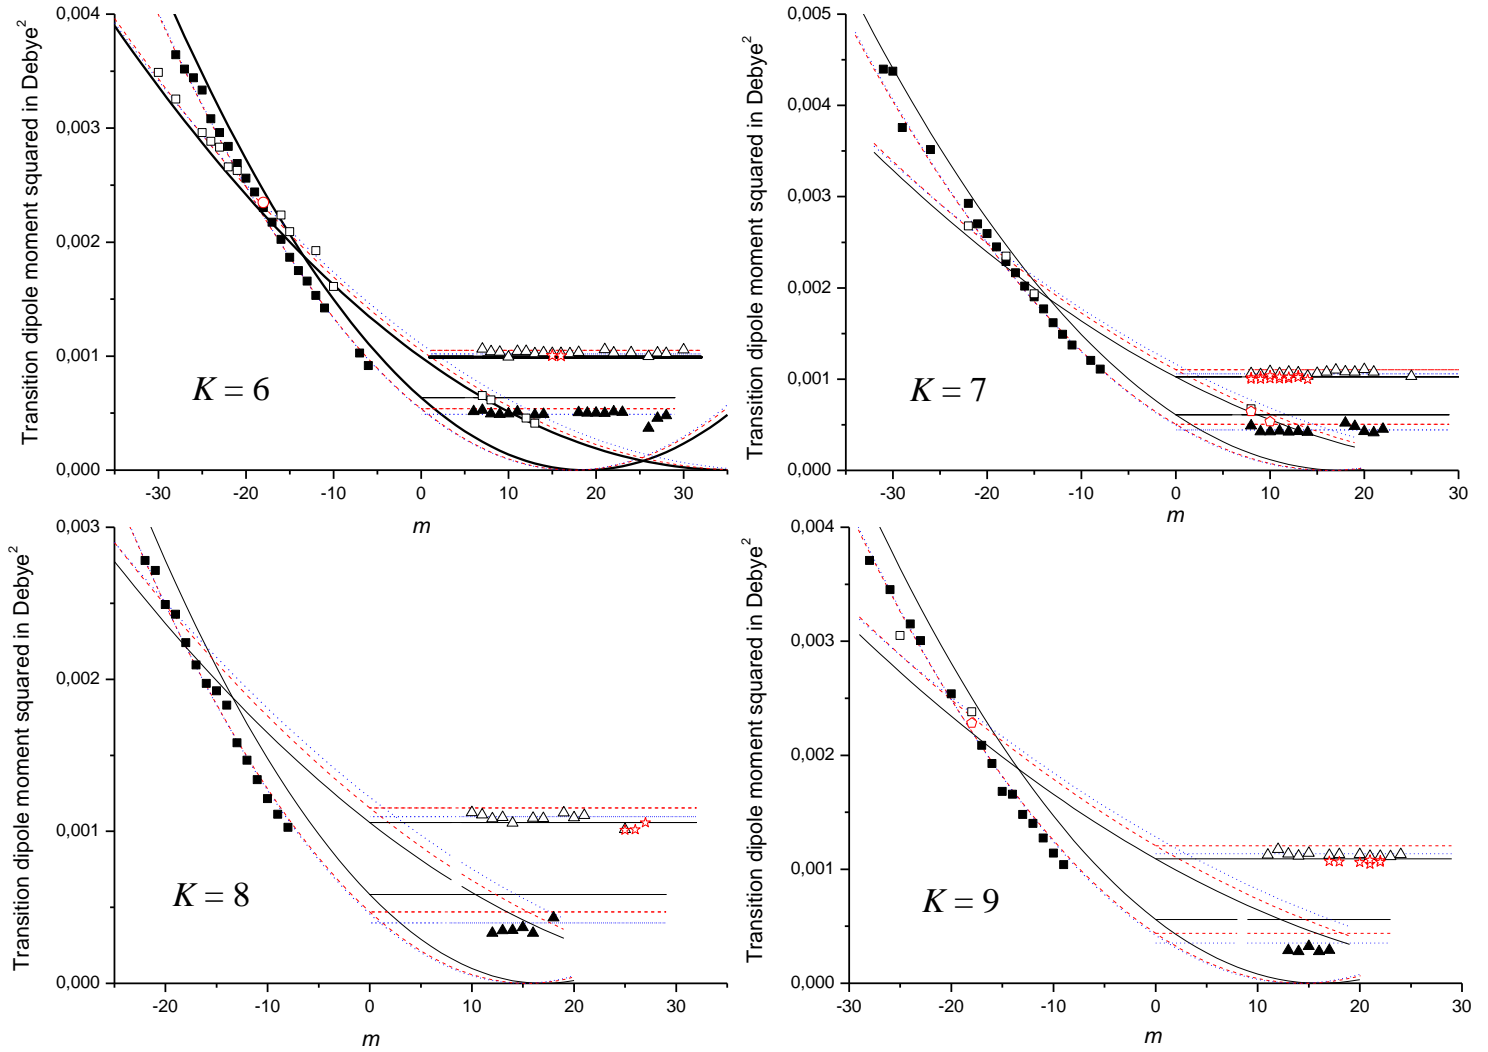 Transition dipole moment squared in Debye²
0,004
0,003
0,002
0,001
0,000
K = 6
-30 -20 -10 0 10 20 30
m
Transition dipole moment squared in Debye²
0,005
0,004
0,003
0,002
0,001
0,000
K = 7
-30 -20 -10 0 10 20 30
m
Transition dipole moment squared in Debye²
0,003
0,002
0,001
0,000
K = 8
-20 -10 0 10 20 30
m
Transition dipole moment squared in Debye²
0,004
0,003
0,002
0,001
0,000
K = 9
-30 -20 -10 0 10 20 30
m